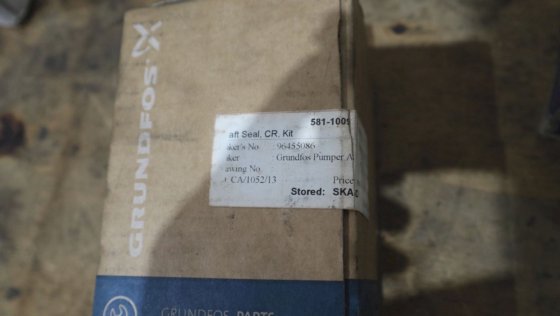 GRUNDFOS
581-1009
aft Seal, CR, Kit
aker's No. 96455086
aker Grundfos Pumper A
awing No.
CA/1052/13 Price
Stored: SKA
GRUNDFOS PARTS